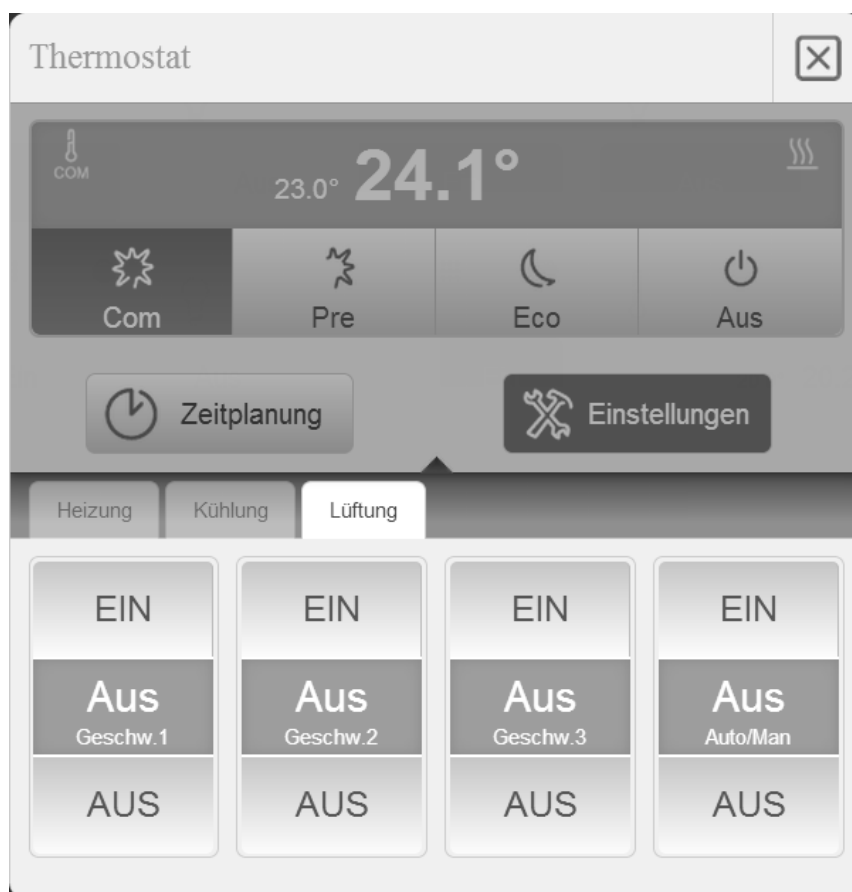 Thermostat
COM
23.0° 24.1°
Com Pre Eco Aus
Zeitplanung Einstellungen
Heizung Kühlung Lüftung
EIN EIN EIN EIN
Aus Aus Aus Aus
Geschw.1 Geschw.2 Geschw.3 Auto/Man
AUS AUS AUS AUS